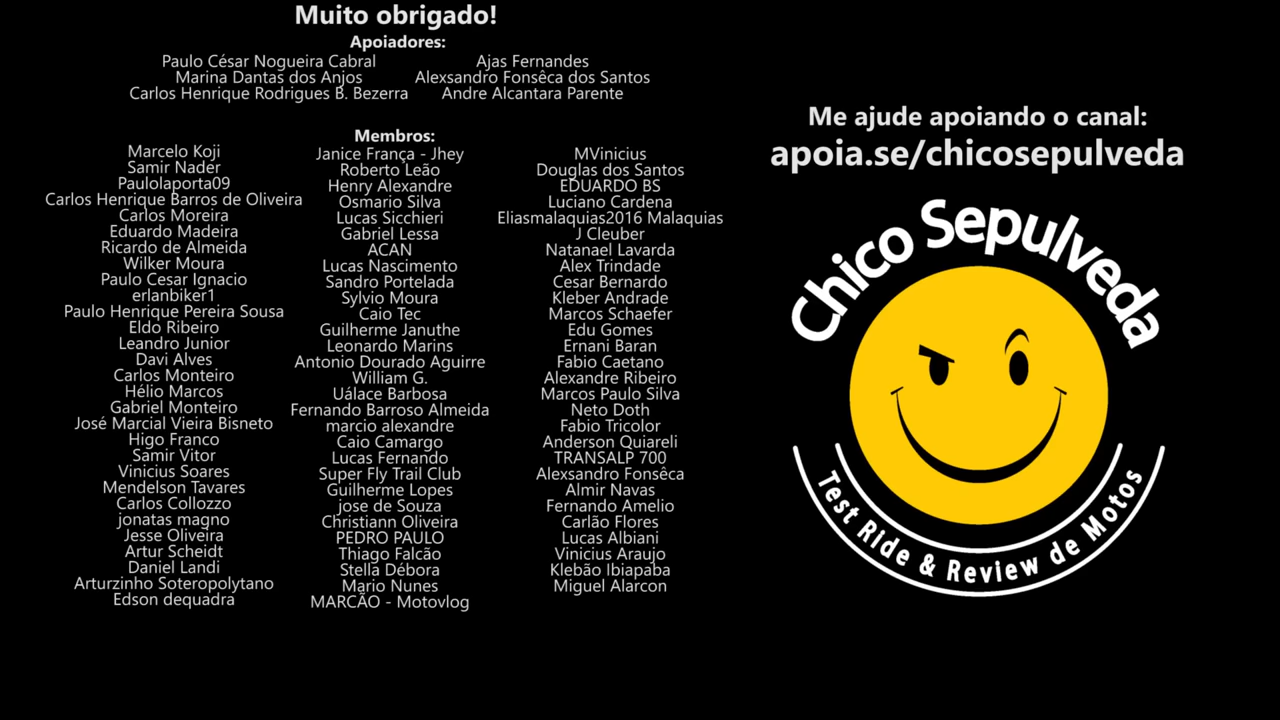 Muito obrigado!
Apoiadores:
Paulo César Nogueira Cabral
Marina Dantas dos Anjos
Carlos Henrique Rodrigues B. Bezerra
Ajas Fernandes
Alexsandro Fonsêca dos Santos
Andre Alcantara Parente
Membros:
Marcelo Koji
Samir Nader
Paulolaporta09
Carlos Henrique Barros de Oliveira
Carlos Moreira
Eduardo Madeira
Ricardo de Almeida
Wilker Moura
Paulo Cesar Ignacio
erlanbiker1
Paulo Henrique Pereira Sousa
Eldo Ribeiro
Leandro Junior
Davi Alves
Carlos Monteiro
Hélio Marcos
Gabriel Monteiro
José Marcial Vieira Bisneto
Higo Franco
Samir Vitor
Vinicius Soares
Mendelson Tavares
Carlos Collozzo
jonatas magno
Jesse Oliveira
Artur Scheidt
Daniel Landi
Arturzinho Soteropolytano
Edson dequadra
Janice França - Jhey
Roberto Leão
Henry Alexandre
Osmario Silva
Lucas Sicchieri
Gabriel Lessa
ACAN
Lucas Nascimento
Sandro Portelada
Sylvio Moura
Caio Tec
Guilherme Januthe
Leonardo Marins
Antonio Dourado Aguirre
William G.
Uálace Barbosa
Fernando Barroso Almeida
marcio alexandre
Caio Camargo
Lucas Fernando
Super Fly Trail Club
Guilherme Lopes
jose de Souza
Christiann Oliveira
PEDRO PAULO
Thiago Falcão
Stella Débora
Mario Nunes
MARCÃO - Motovlog
MVinicius
Douglas dos Santos
EDUARDO BS
Luciano Cardena
Eliasmalaquias2016 Malaquias
J Cleuber
Natanael Lavarda
Alex Trindade
Cesar Bernardo
Kleber Andrade
Marcos Schaefer
Edu Gomes
Ernani Baran
Fabio Caetano
Alexandre Ribeiro
Marcos Paulo Silva
Neto Doth
Fabio Tricolor
Anderson Quiareli
TRANSALP 700
Alexsandro Fonsêca
Almir Navas
Fernando Amelio
Carlão Flores
Lucas Albiani
Vinicius Araujo
Klebão Ibiapaba
Miguel Alarcon
Me ajude apoiando o canal:
apoia.se/chicosepulveda
Chico Sepulveda
Test Ride & Review de Motos